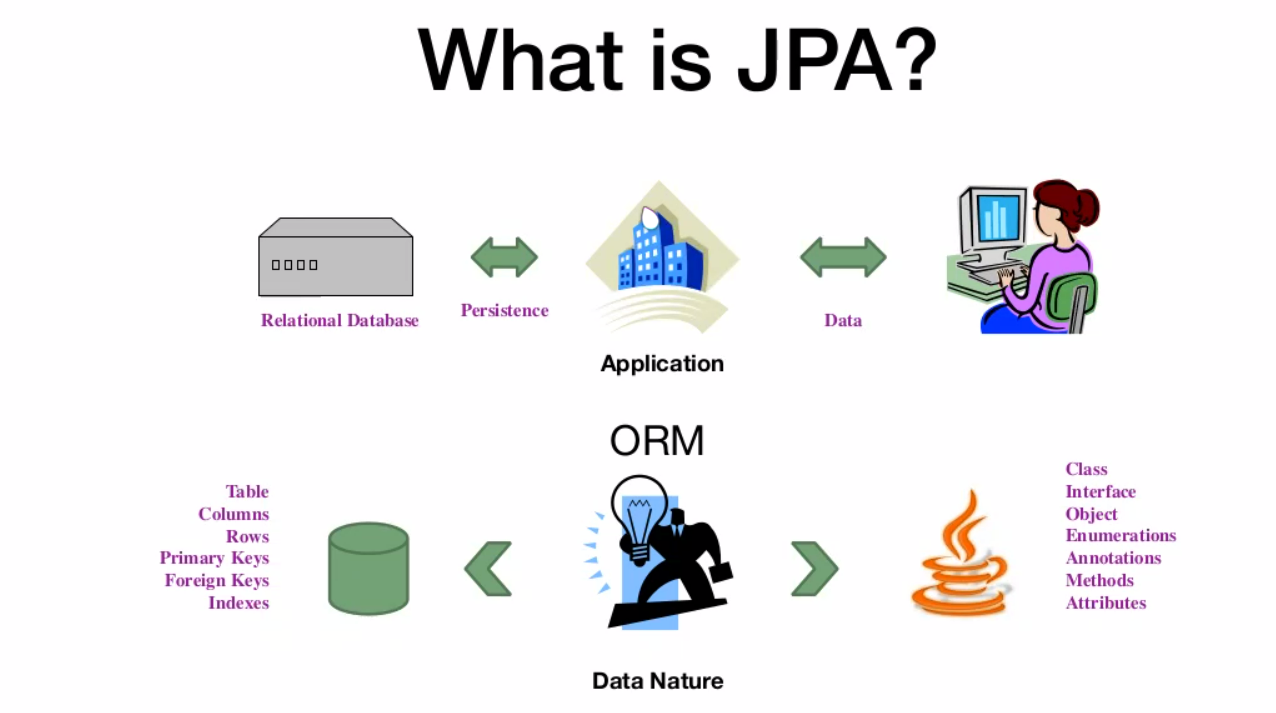 What is JPA?
Relational Database
Persistence
Data
Application
ORM
Table
Columns
Rows
Primary Keys
Foreign Keys
Indexes
Class
Interface
Object
Enumerations
Annotations
Methods
Attributes
Data Nature